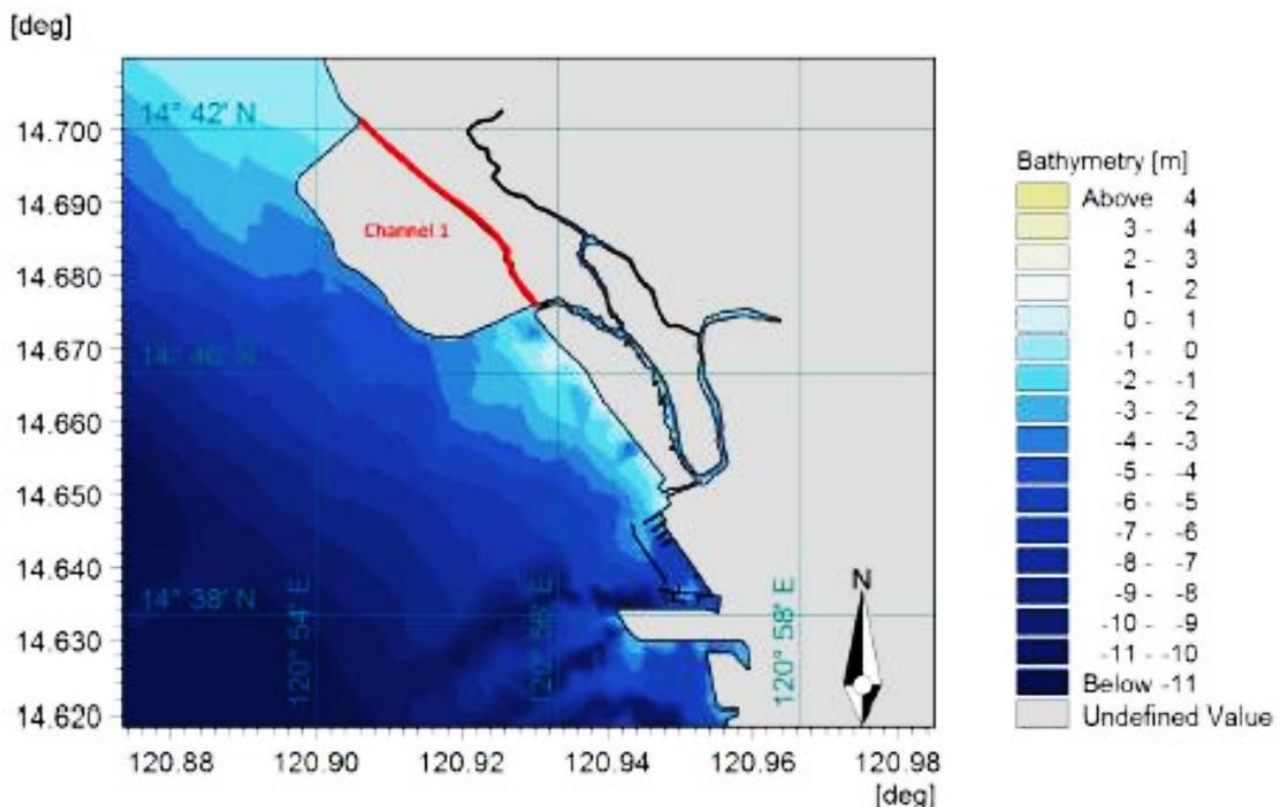 [deg]
14° 42' N
14.700
14.690
Channel 1
14.680
14.670
14.660
14.650
14.640
14° 38' N
14.630
14.620
120° 54' E
120° 58' E
N
120.88 120.90 120.92 120.94 120.96 120.98
[deg]
Bathymetry [m]
Above 4
3 - 4
2 - 3
1 - 2
0 - 1
-1 - 0
-2 - -1
-3 - -2
-4 - -3
-5 - -4
-6 - -5
-7 - -6
-8 - -7
-9 - -8
-10 - -9
-11 - -10
Below -11
Undefined Value